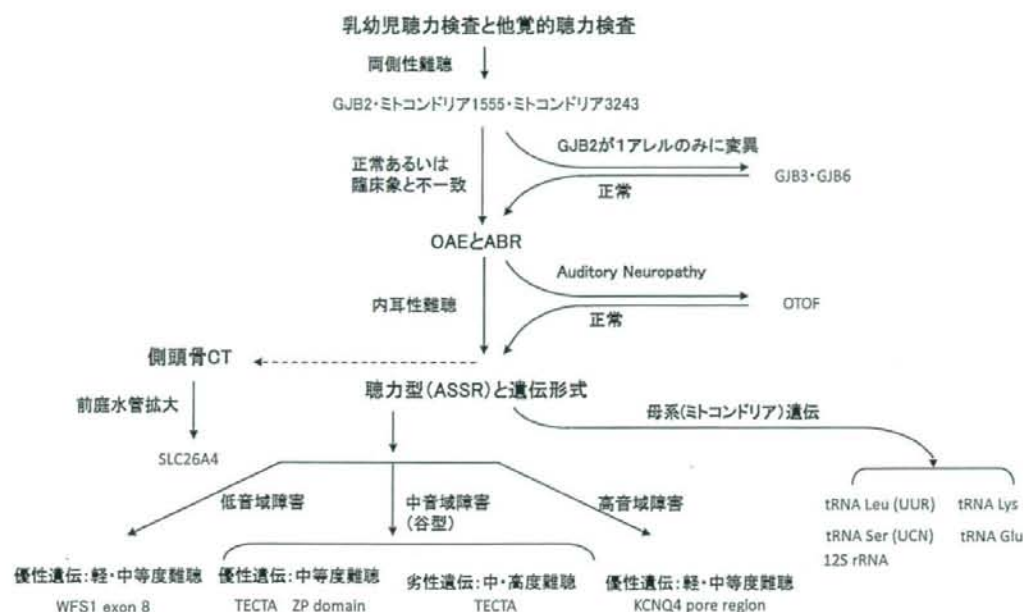 乳幼児聴力検査と他覚的聴力検査
両側性難聴
GJB2・ミトコンドリア1555・ミトコンドリア3243
GJB2が1アレルのみに変異
正常あるいは
臨床象と不一致
GJB3・GJB6
正常
OAEとABR
Auditory Neuropathy
内耳性難聴
OTOF
正常
側頭骨CT
聴力型(ASSR)と遺伝形式
前庭水管拡大
母系(ミトコンドリア)遺伝
SLC26A4
低音域障害
中音域障害
(谷型)
高音域障害
tRNA Leu (UUR) tRNA Lys
tRNA Ser (UCN) tRNA Glu
12S rRNA
優性遺伝:軽・中等度難聴 優性遺伝:中等度難聴 劣性遺伝:中・高度難聴 優性遺伝:軽・中等度難聴
WFS1 exon 8 TECTA ZP domain TECTA KCNQ4 pore region